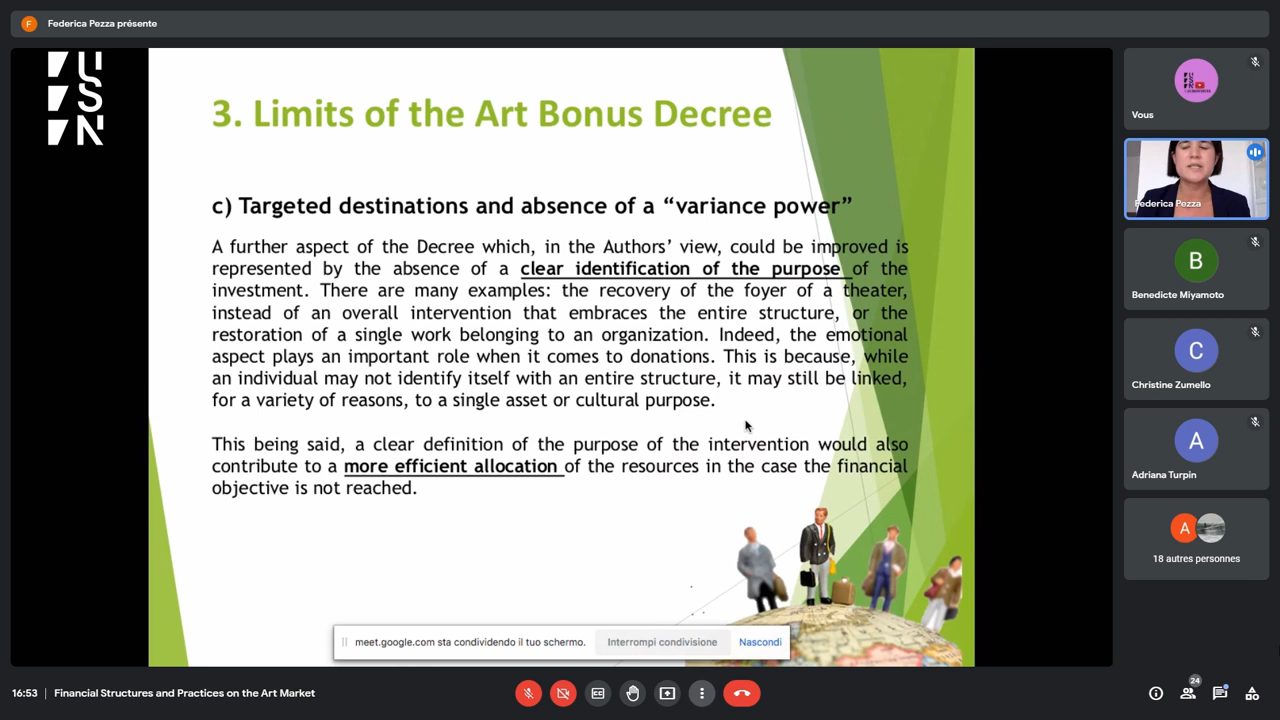 F Federica Pezza présente
USN
3. Limits of the Art Bonus Decree
c) Targeted destinations and absence of a “variance power”
A further aspect of the Decree which, in the Authors’ view, could be improved is
represented by the absence of a clear identification of the purpose of the
investment. There are many examples: the recovery of the foyer of a theater,
instead of an overall intervention that embraces the entire structure, or the
restoration of a single work belonging to an organization. Indeed, the emotional
aspect plays an important role when it comes to donations. This is because, while
an individual may not identify itself with an entire structure, it may still be linked,
for a variety of reasons, to a single asset or cultural purpose.
This being said, a clear definition of the purpose of the intervention would also
contribute to a more efficient allocation of the resources in the case the financial
objective is not reached.
meet.google.com sta condividendo il tuo schermo. Interrompi condivisione Nascondi
Vous
Federica Pezza
B
Benedicte Miyamoto
C
Christine Zumello
A
Adriana Turpin
A
18 autres personnes
16:53 | Financial Structures and Practices on the Art Market
24